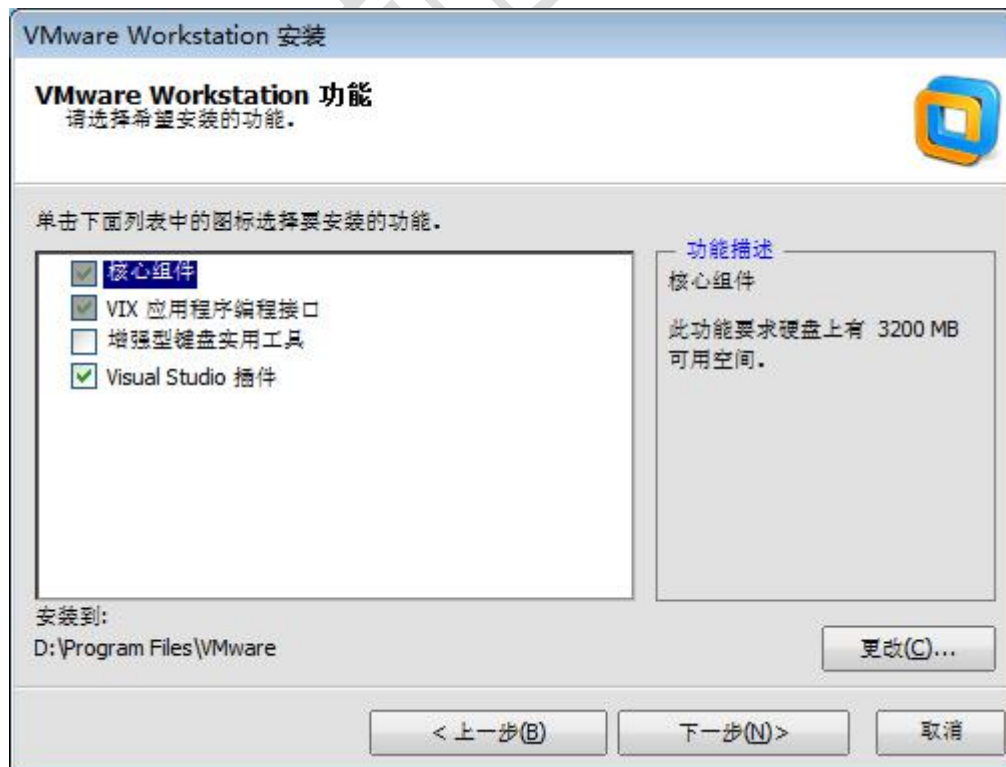 VMware Workstation 安装
VMware Workstation 功能
请选择希望安装的功能.
单击下面列表中的图标选择要安装的功能.
核心组件
VIX 应用程序编程接口
增强型键盘实用工具
Visual Studio 插件
功能描述
核心组件
此功能要求硬盘上有 3200 MB
可用空间.
安装到:
D:\Program Files\VMware
更改(C)...
< 上一步(B)
下一步(N)>
取消